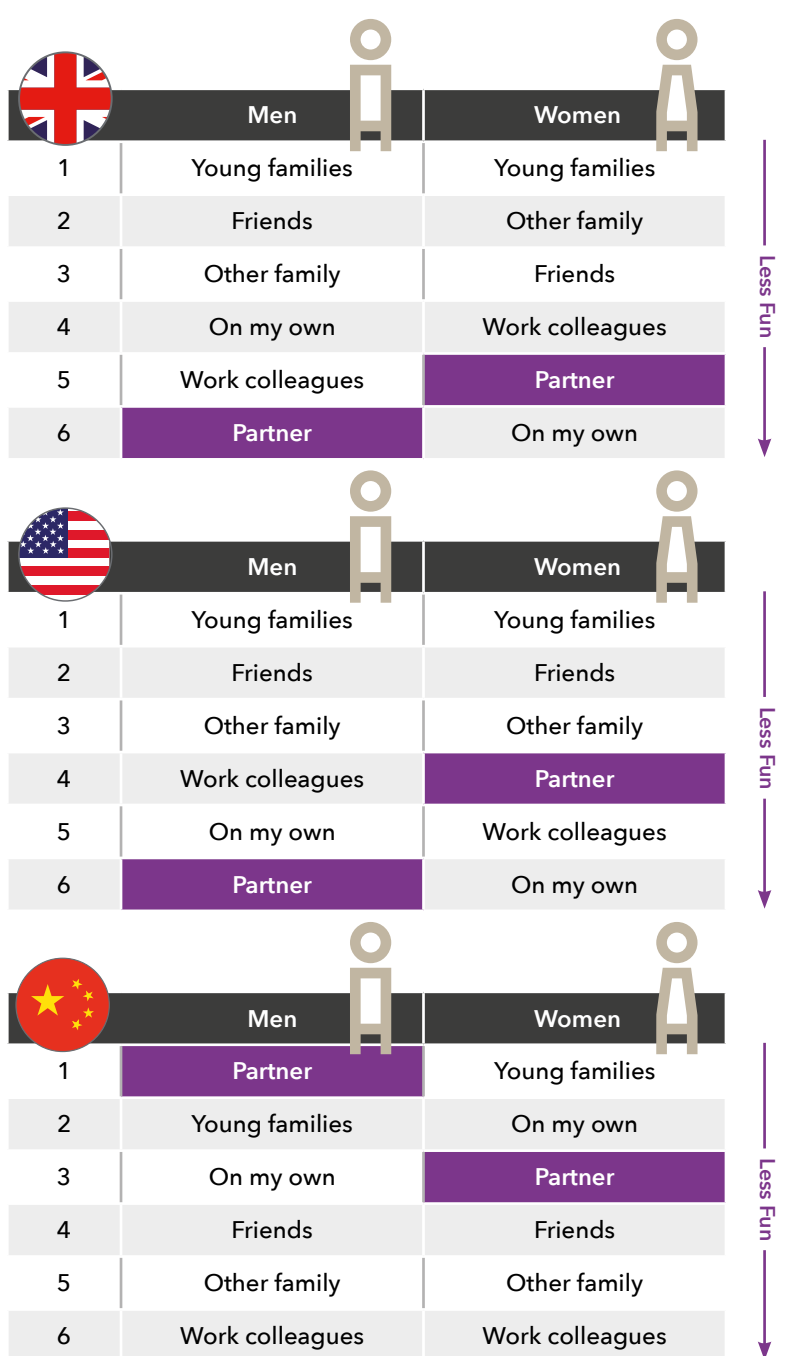 Men Women
1 Young families Young families
2 Friends Other family
3 Other family Friends
4 On my own Work colleagues
5 Work colleagues Partner
6 Partner On my own
Less Fun
Men Women
1 Young families Young families
2 Friends Friends
3 Other family Other family
4 Work colleagues Partner
5 On my own Work colleagues
6 Partner On my own
Less Fun
Men Women
1 Partner Young families
2 Young families On my own
3 On my own Partner
4 Friends Friends
5 Other family Other family
6 Work colleagues Work colleagues
Less Fun